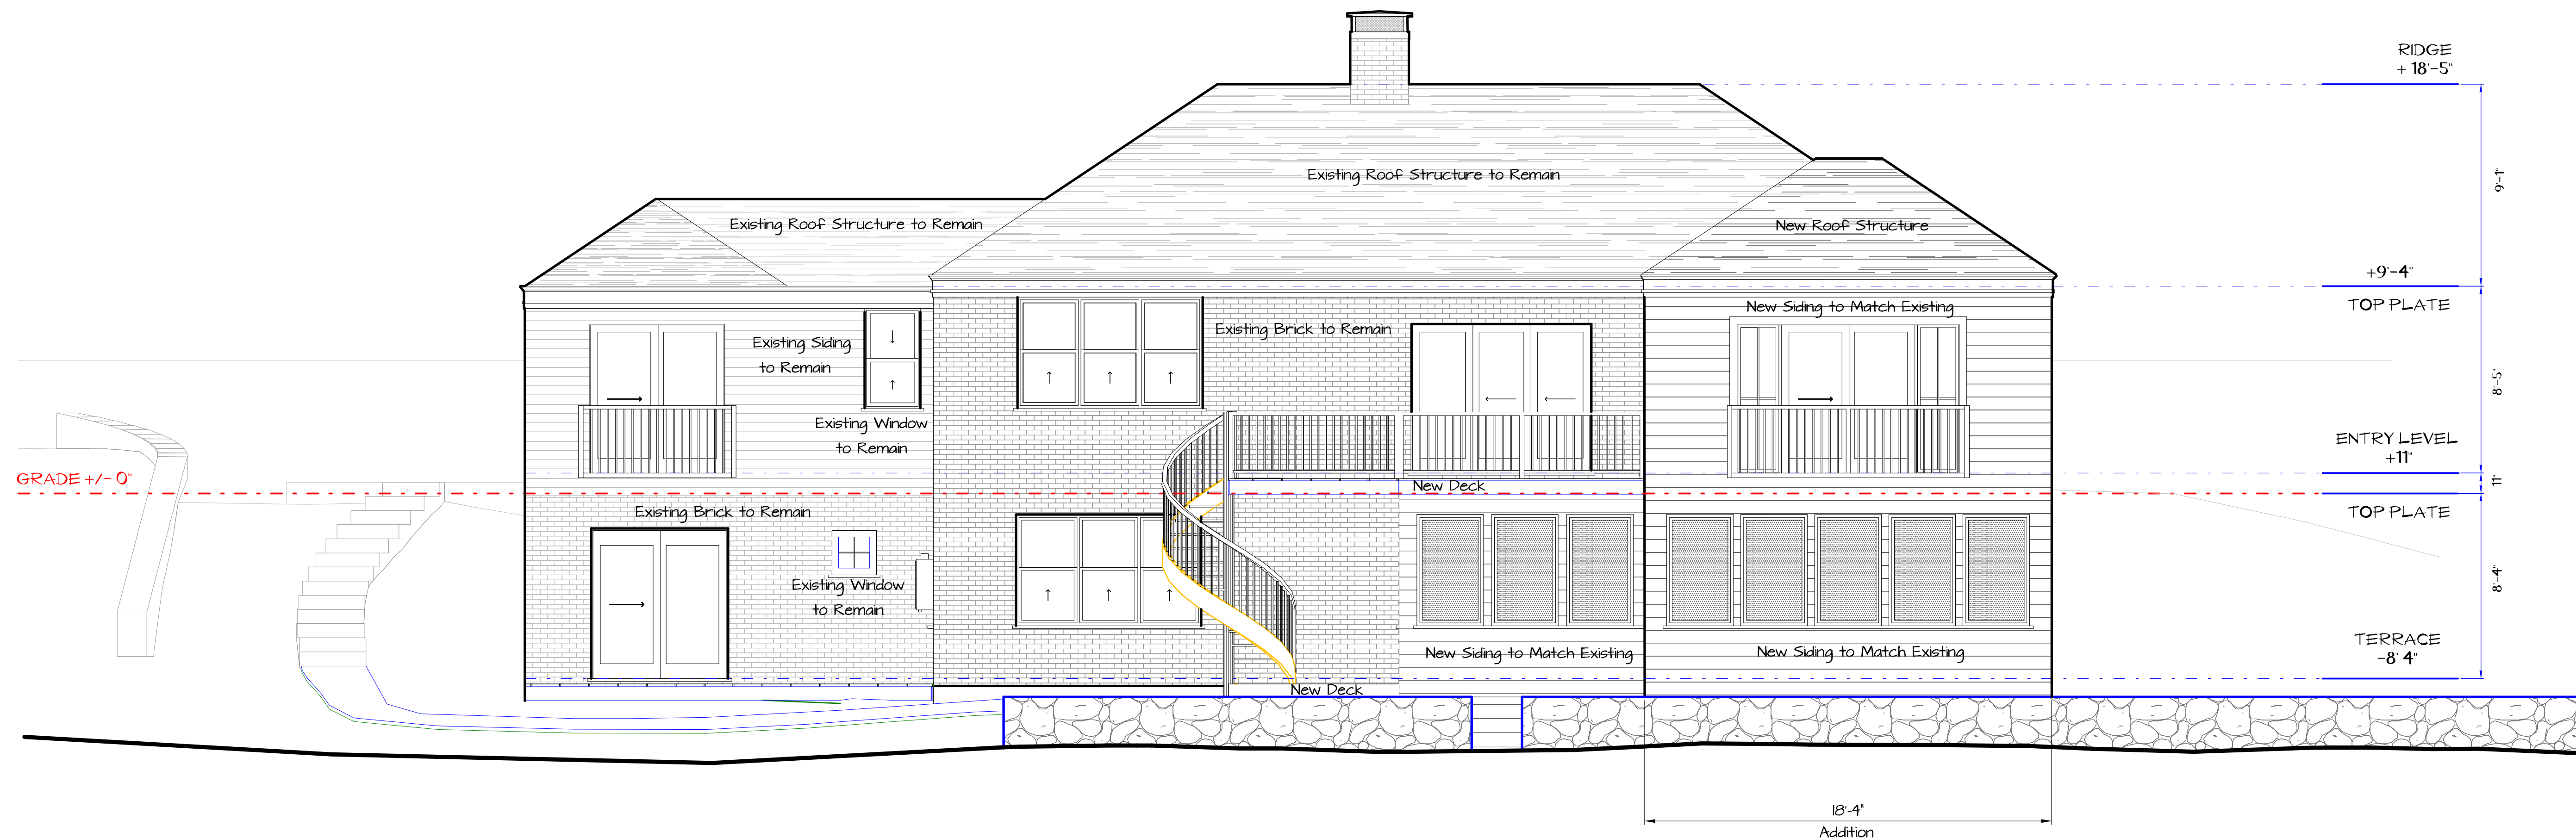 RIDGE
+ 18'-5"
9'-1"
Existing Roof Structure to Remain
Existing Roof Structure to Remain
New Roof Structure
+9'-4"
TOP PLATE
New Siding to Match Existing
Existing Brick to Remain
Existing Siding
to Remain
8'-5"
Existing Window
to Remain
ENTRY LEVEL
+11"
GRADE +/- 0"
11"
New Deck
Existing Brick to Remain
TOP PLATE
8'-4"
Existing Window
to Remain
TERRACE
-8' 4"
New Siding to Match Existing
New Siding to Match Existing
New Deck
18'-4"
Addition